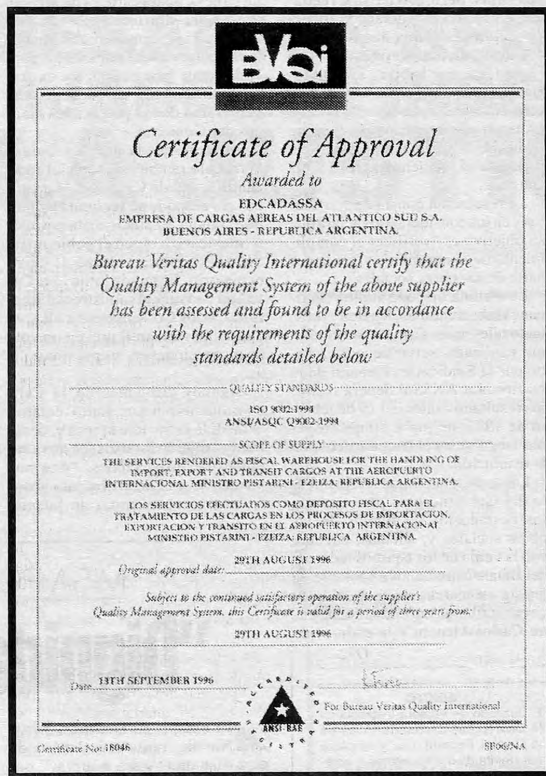 BVQi
Certificate of Approval
Awarded to
EDCADASSA
EMPRESA DE CARGAS AEREAS DEL ATLANTICO SUD S.A.
BUENOS AIRES - REPUBLICA ARGENTINA.
Bureau Veritas Quality International certify that the
Quality Management System of the above supplier
has been assessed and found to be in accordance
with the requirements of the quality
standards detailed below
QUALITY STANDARDS
ISO 9002:1994
ANSI/ASQC Q9002-1994
SCOPE OF SUPPLY
THE SERVICES RENDERED AS FISCAL WAREHOUSE FOR THE HANDLING OF
IMPORT, EXPORT AND TRANSIT CARGOS AT THE AEROPUERTO
INTERNACIONAL MINISTRO PISTARINI - EZEIZA; REPUBLICA ARGENTINA.
LOS SERVICIOS EFECTUADOS COMO DEPOSITO FISCAL PARA EL
TRATAMIENTO DE LAS CARGAS EN LOS PROCESOS DE IMPORTACION,
EXPORTACION Y TRANSITO EN EL AEROPUERTO INTERNACIONAL
MINISTRO PISTARINI - EZEIZA; REPUBLICA ARGENTINA.
29TH AUGUST 1996
Original approval date:
Subject to the continued satisfactory operation of the supplier's
Quality Management System, this Certificate is valid for a period of three years from:
29TH AUGUST 1996
Date 13TH SEPTEMBER 1996
For Bureau Veritas Quality International
ACCREDITED
ANSI-RAB
Certificate No: 18046